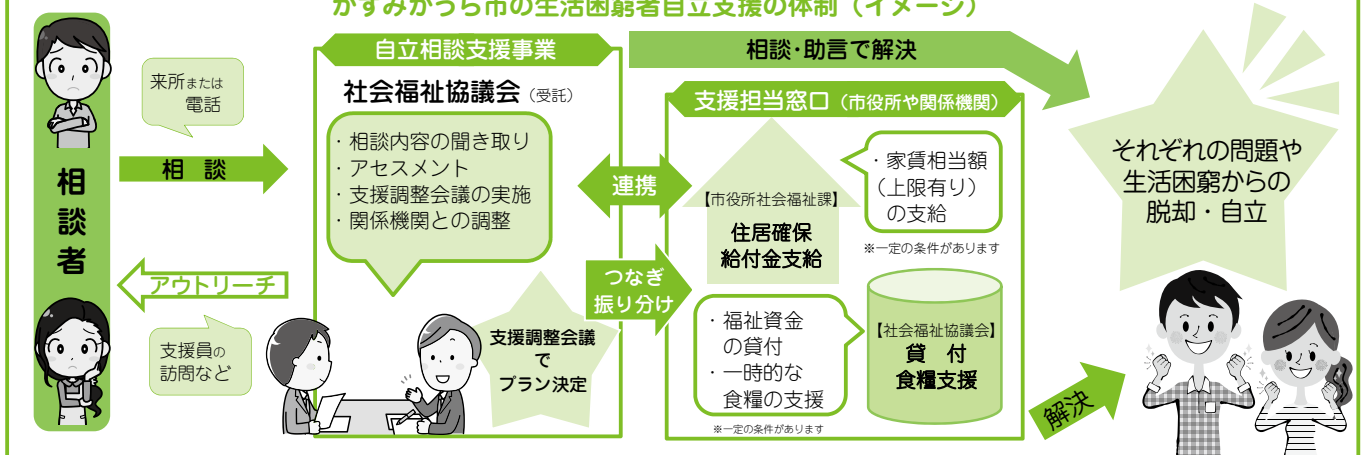 かすみがうら市の生活困窮者自立支援の体制（イメージ）
相談者
来所または
電話
相　談
アウトリーチ
支援員の
訪問など
自立相談支援事業
社会福祉協議会（受託）
・相談内容の聞き取り
・アセスメント
・支援調整会議の実施
・関係機関との調整
支援調整会議
で
プラン決定
相談・助言で解決
連携
つなぎ
振り分け
支援担当窓口（市役所や関係機関）
【市役所社会福祉課】
住居確保
給付金支給
・家賃相当額
（上限有り）
の支給
※一定の条件があります
・福祉資金
の貸付
・一時的な
食糧の支援
※一定の条件があります
【社会福祉協議会】
貸　付
食糧支援
解決
それぞれの問題や
生活困窮からの
脱却・自立